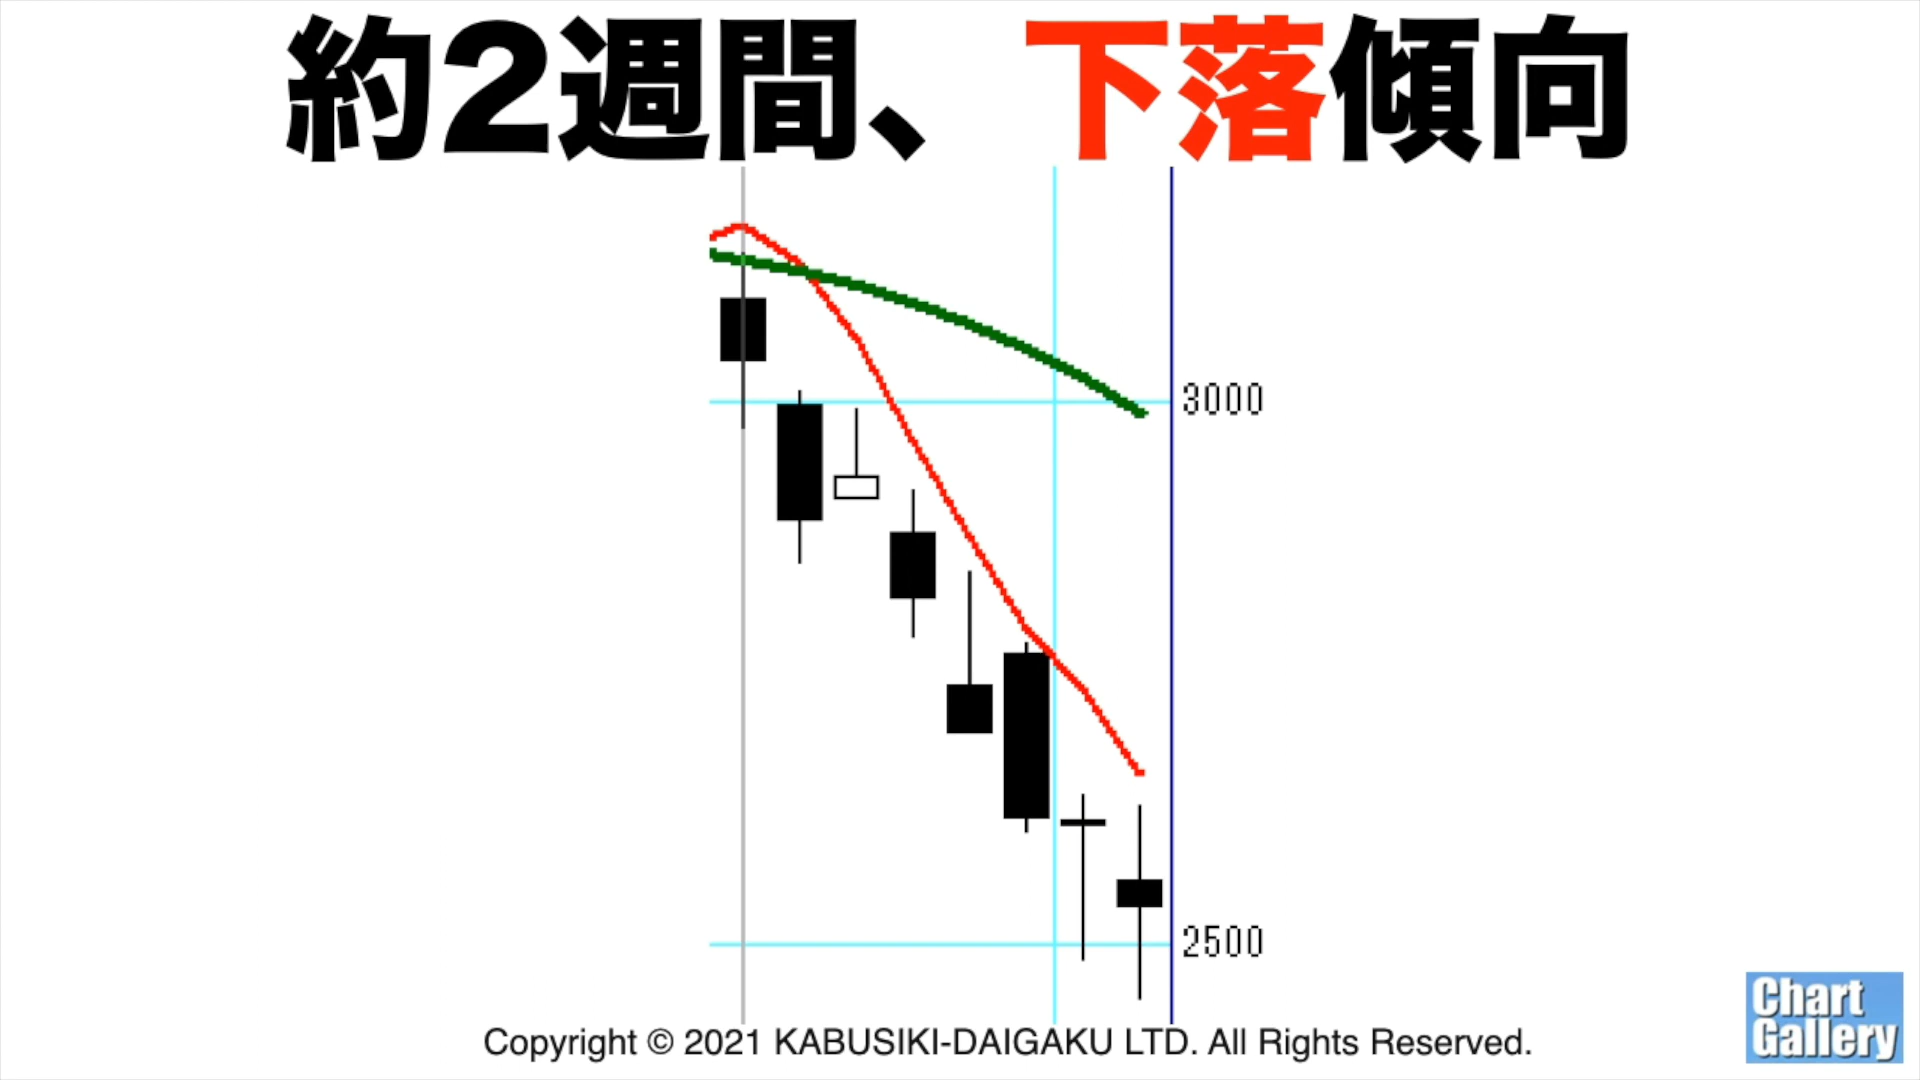 約2週間、下落傾向
3000
2500
Copyright © 2021 KABUSIKI-DAIGAKU LTD. All Rights Reserved.
Chart
Gallery